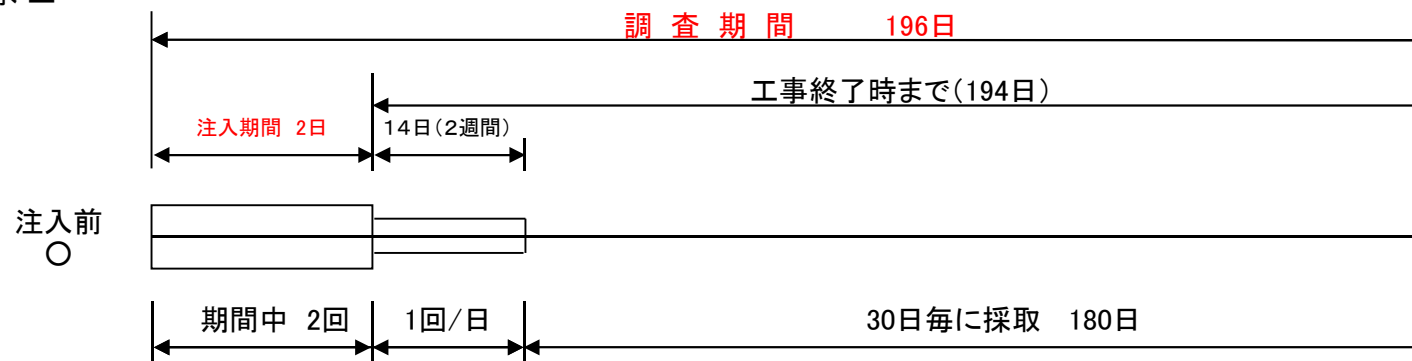 調 査 期 間 196日
工事終了時まで(194日)
注入期間 2日
14日(2週間)
注入前
○
期間中 2回
1回/日
30日毎に採取 180日